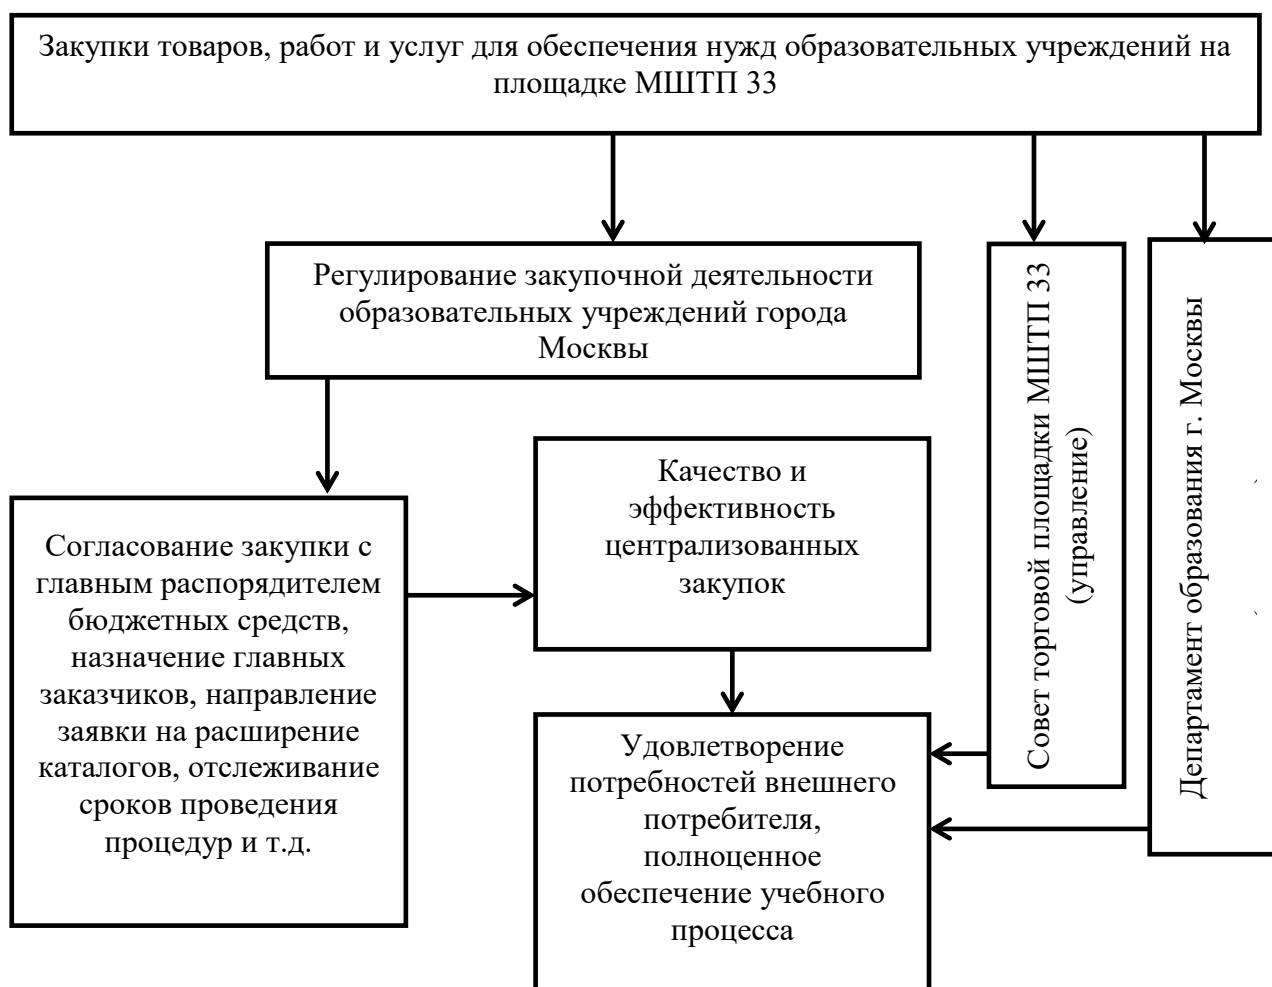 Закупки товаров, работ и услуг для обеспечения нужд образовательных учреждений на
площадке МШТП 33
Регулирование закупочной деятельности
образовательных учреждений города
Москвы
Совет торговой площадки МШТП 33
(управление)
Департамент образования г. Москвы
Качество и
эффективность
централизованных
закупок
Согласование закупки с
главным распорядителем
бюджетных средств,
назначение главных
заказчиков, направление
заявки на расширение
каталогов, отслеживание
сроков проведения
процедур и т.д.
Удовлетворение
потребностей внешнего
потребителя,
полноценное
обеспечение учебного
процесса